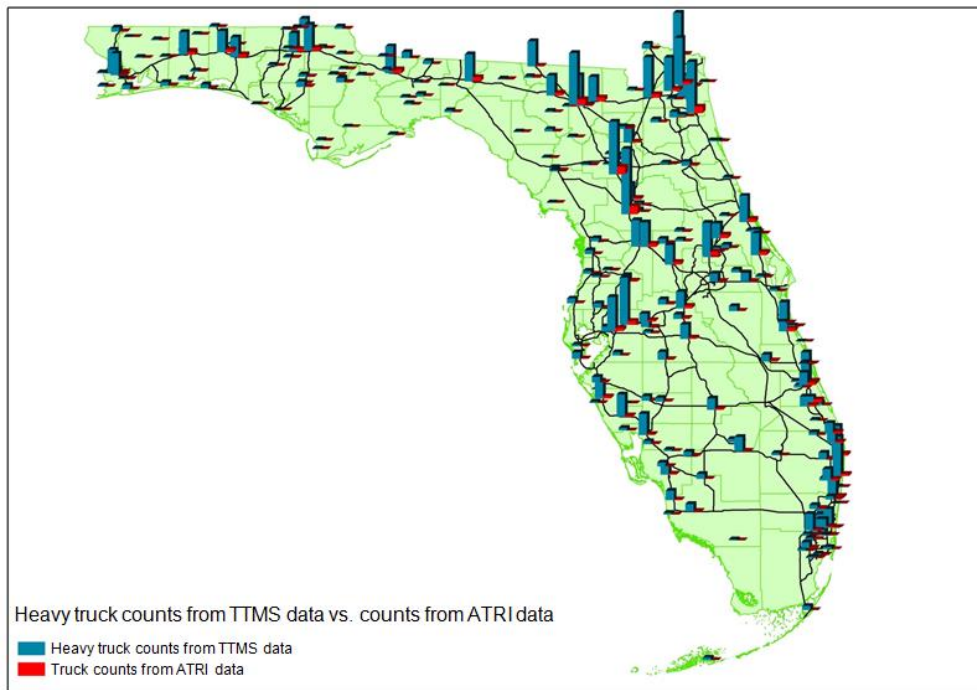 Heavy truck counts from TTMS data vs. counts from ATRI data
Heavy truck counts from TTMS data
Truck counts from ATRI data